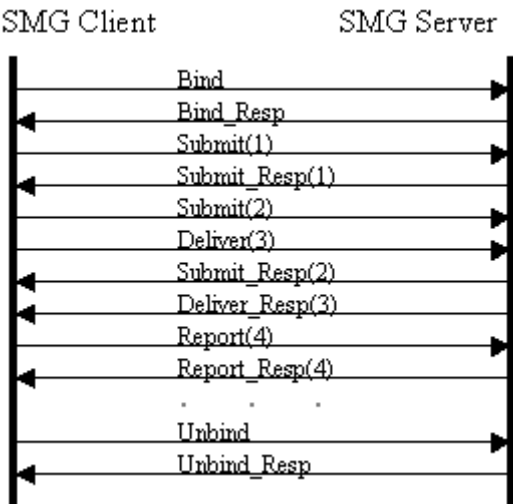 SMG Client SMG Server
Bind
Bind_Resp
Submit(1)
Submit_Resp(1)
Submit(2)
Deliver(3)
Submit_Resp(2)
Deliver_Resp(3)
Report(4)
Report_Resp(4)
. . .
Unbind
Unbind_Resp